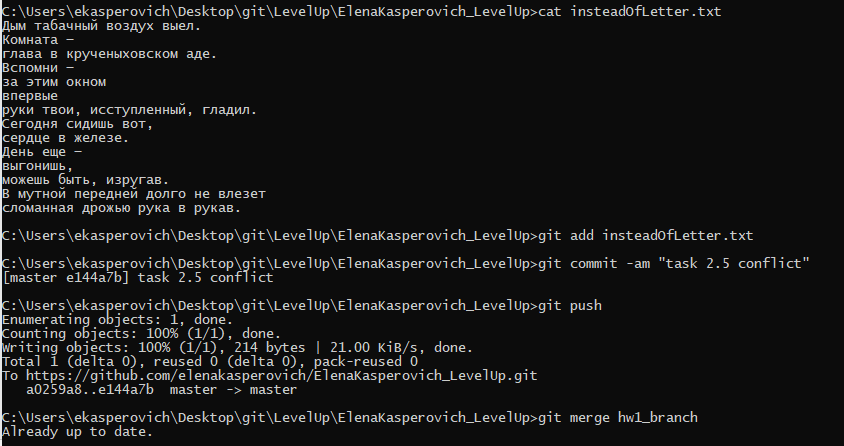 C:\Users\ekasperovich\Desktop\git\LevelUp\ElenaKasperovich_LevelUp>cat insteadOfLetter.txt
Дым табачный воздух выел.
Комната —
глава в крученыховском аде.
Вспомни —
за этим окном
впервые
руки твои, исступленный, гладил.
Сегодня сидишь вот,
сердце в железе.
День еще —
выгонишь,
можешь быть, изругав.
В мутной передней долго не влезет
сломанная дрожью рука в рукав.
C:\Users\ekasperovich\Desktop\git\LevelUp\ElenaKasperovich_LevelUp>git add insteadOfLetter.txt
C:\Users\ekasperovich\Desktop\git\LevelUp\ElenaKasperovich_LevelUp>git commit -am "task 2.5 conflict"
[master e144a7b] task 2.5 conflict
C:\Users\ekasperovich\Desktop\git\LevelUp\ElenaKasperovich_LevelUp>git push
Enumerating objects: 1, done.
Counting objects: 100% (1/1), done.
Writing objects: 100% (1/1), 214 bytes | 21.00 KiB/s, done.
Total 1 (delta 0), reused 0 (delta 0), pack-reused 0
To https://github.com/elenakasperovich/ElenaKasperovich_LevelUp.git
   a0259a8..e144a7b  master -> master
C:\Users\ekasperovich\Desktop\git\LevelUp\ElenaKasperovich_LevelUp>git merge hw1_branch
Already up to date.